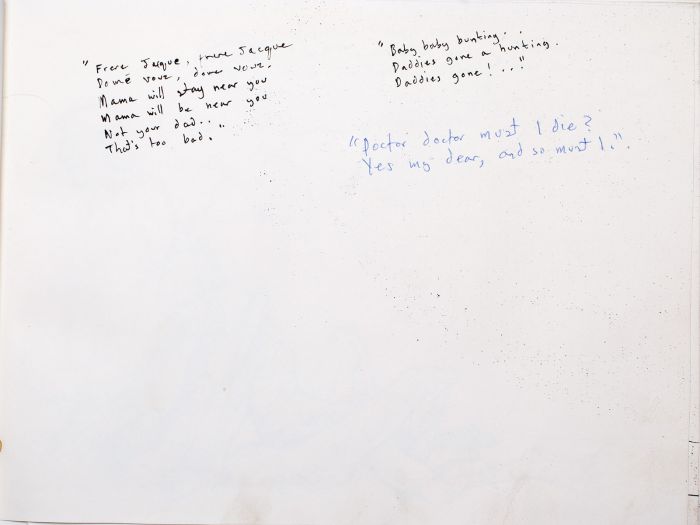 " Frere Jacque, frere Jacque
Dome vous, dome vous.
Mama will stay near you
Mama will be near you
Not your dad..
That's too bad. "
" Baby baby bunting. .
Daddies gone a hunting.
Daddies gone! . . "
"Doctor doctor must I die?
Yes my dear, and so must I.".